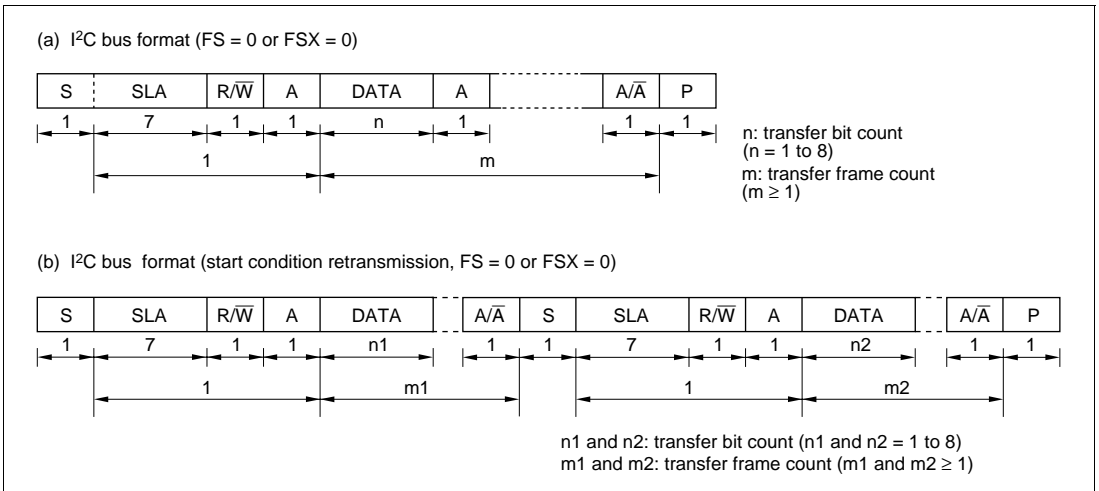 (a) I²C bus format (FS = 0 or FSX = 0)
S SLA R/W̅ A DATA A A/A̅ P
1 7 1 1 n 1 1 1
1 m
n: transfer bit count
(n = 1 to 8)
m: transfer frame count
(m ≥ 1)
(b) I²C bus format (start condition retransmission, FS = 0 or FSX = 0)
S SLA R/W̅ A DATA A/A̅ S SLA R/W̅ A DATA A/A̅ P
1 7 1 1 n1 1 1 7 1 1 n2 1 1
1 m1 1 m2
n1 and n2: transfer bit count (n1 and n2 = 1 to 8)
m1 and m2: transfer frame count (m1 and m2 ≥ 1)